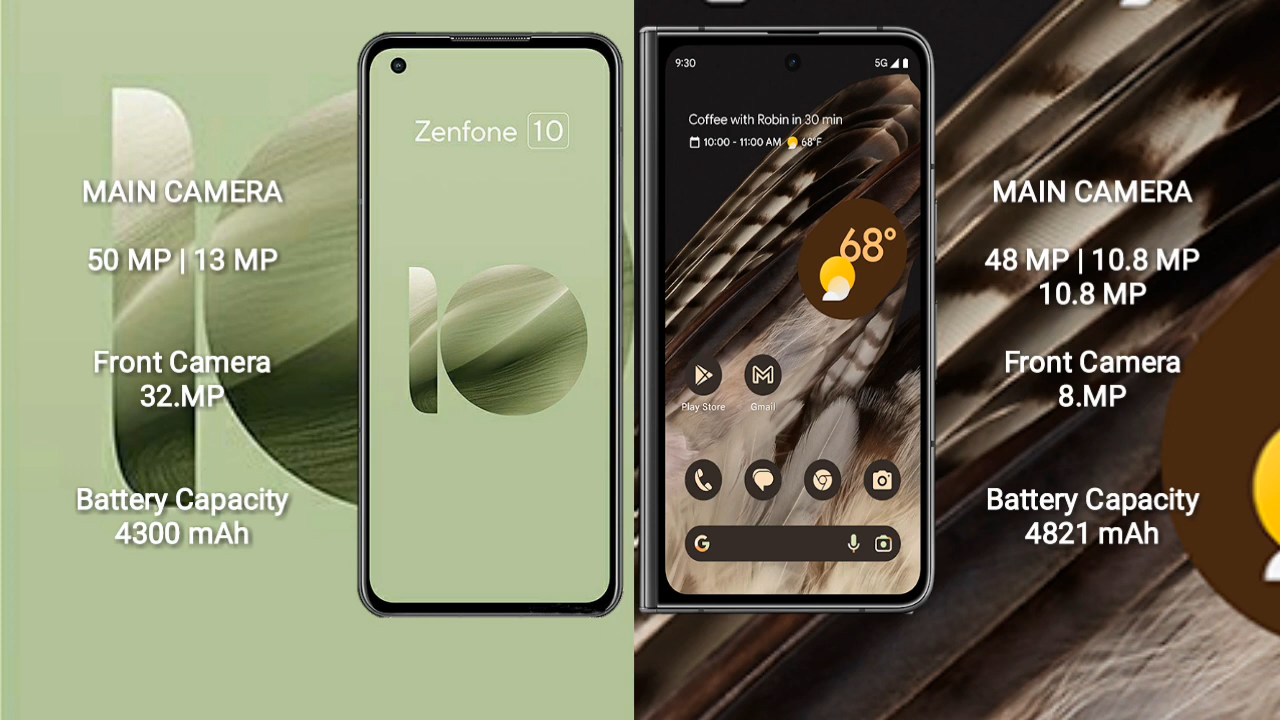 MAIN CAMERA
50 MP | 13 MP
Front Camera
32.MP
Battery Capacity
4300 mAh
Zenfone 10
10
9:30
5G
Coffee with Robin in 30 min
10:00 - 11:00 AM 68°F
68°
Play Store
Gmail
G
MAIN CAMERA
48 MP | 10.8 MP
10.8 MP
Front Camera
8.MP
Battery Capacity
4821 mAh